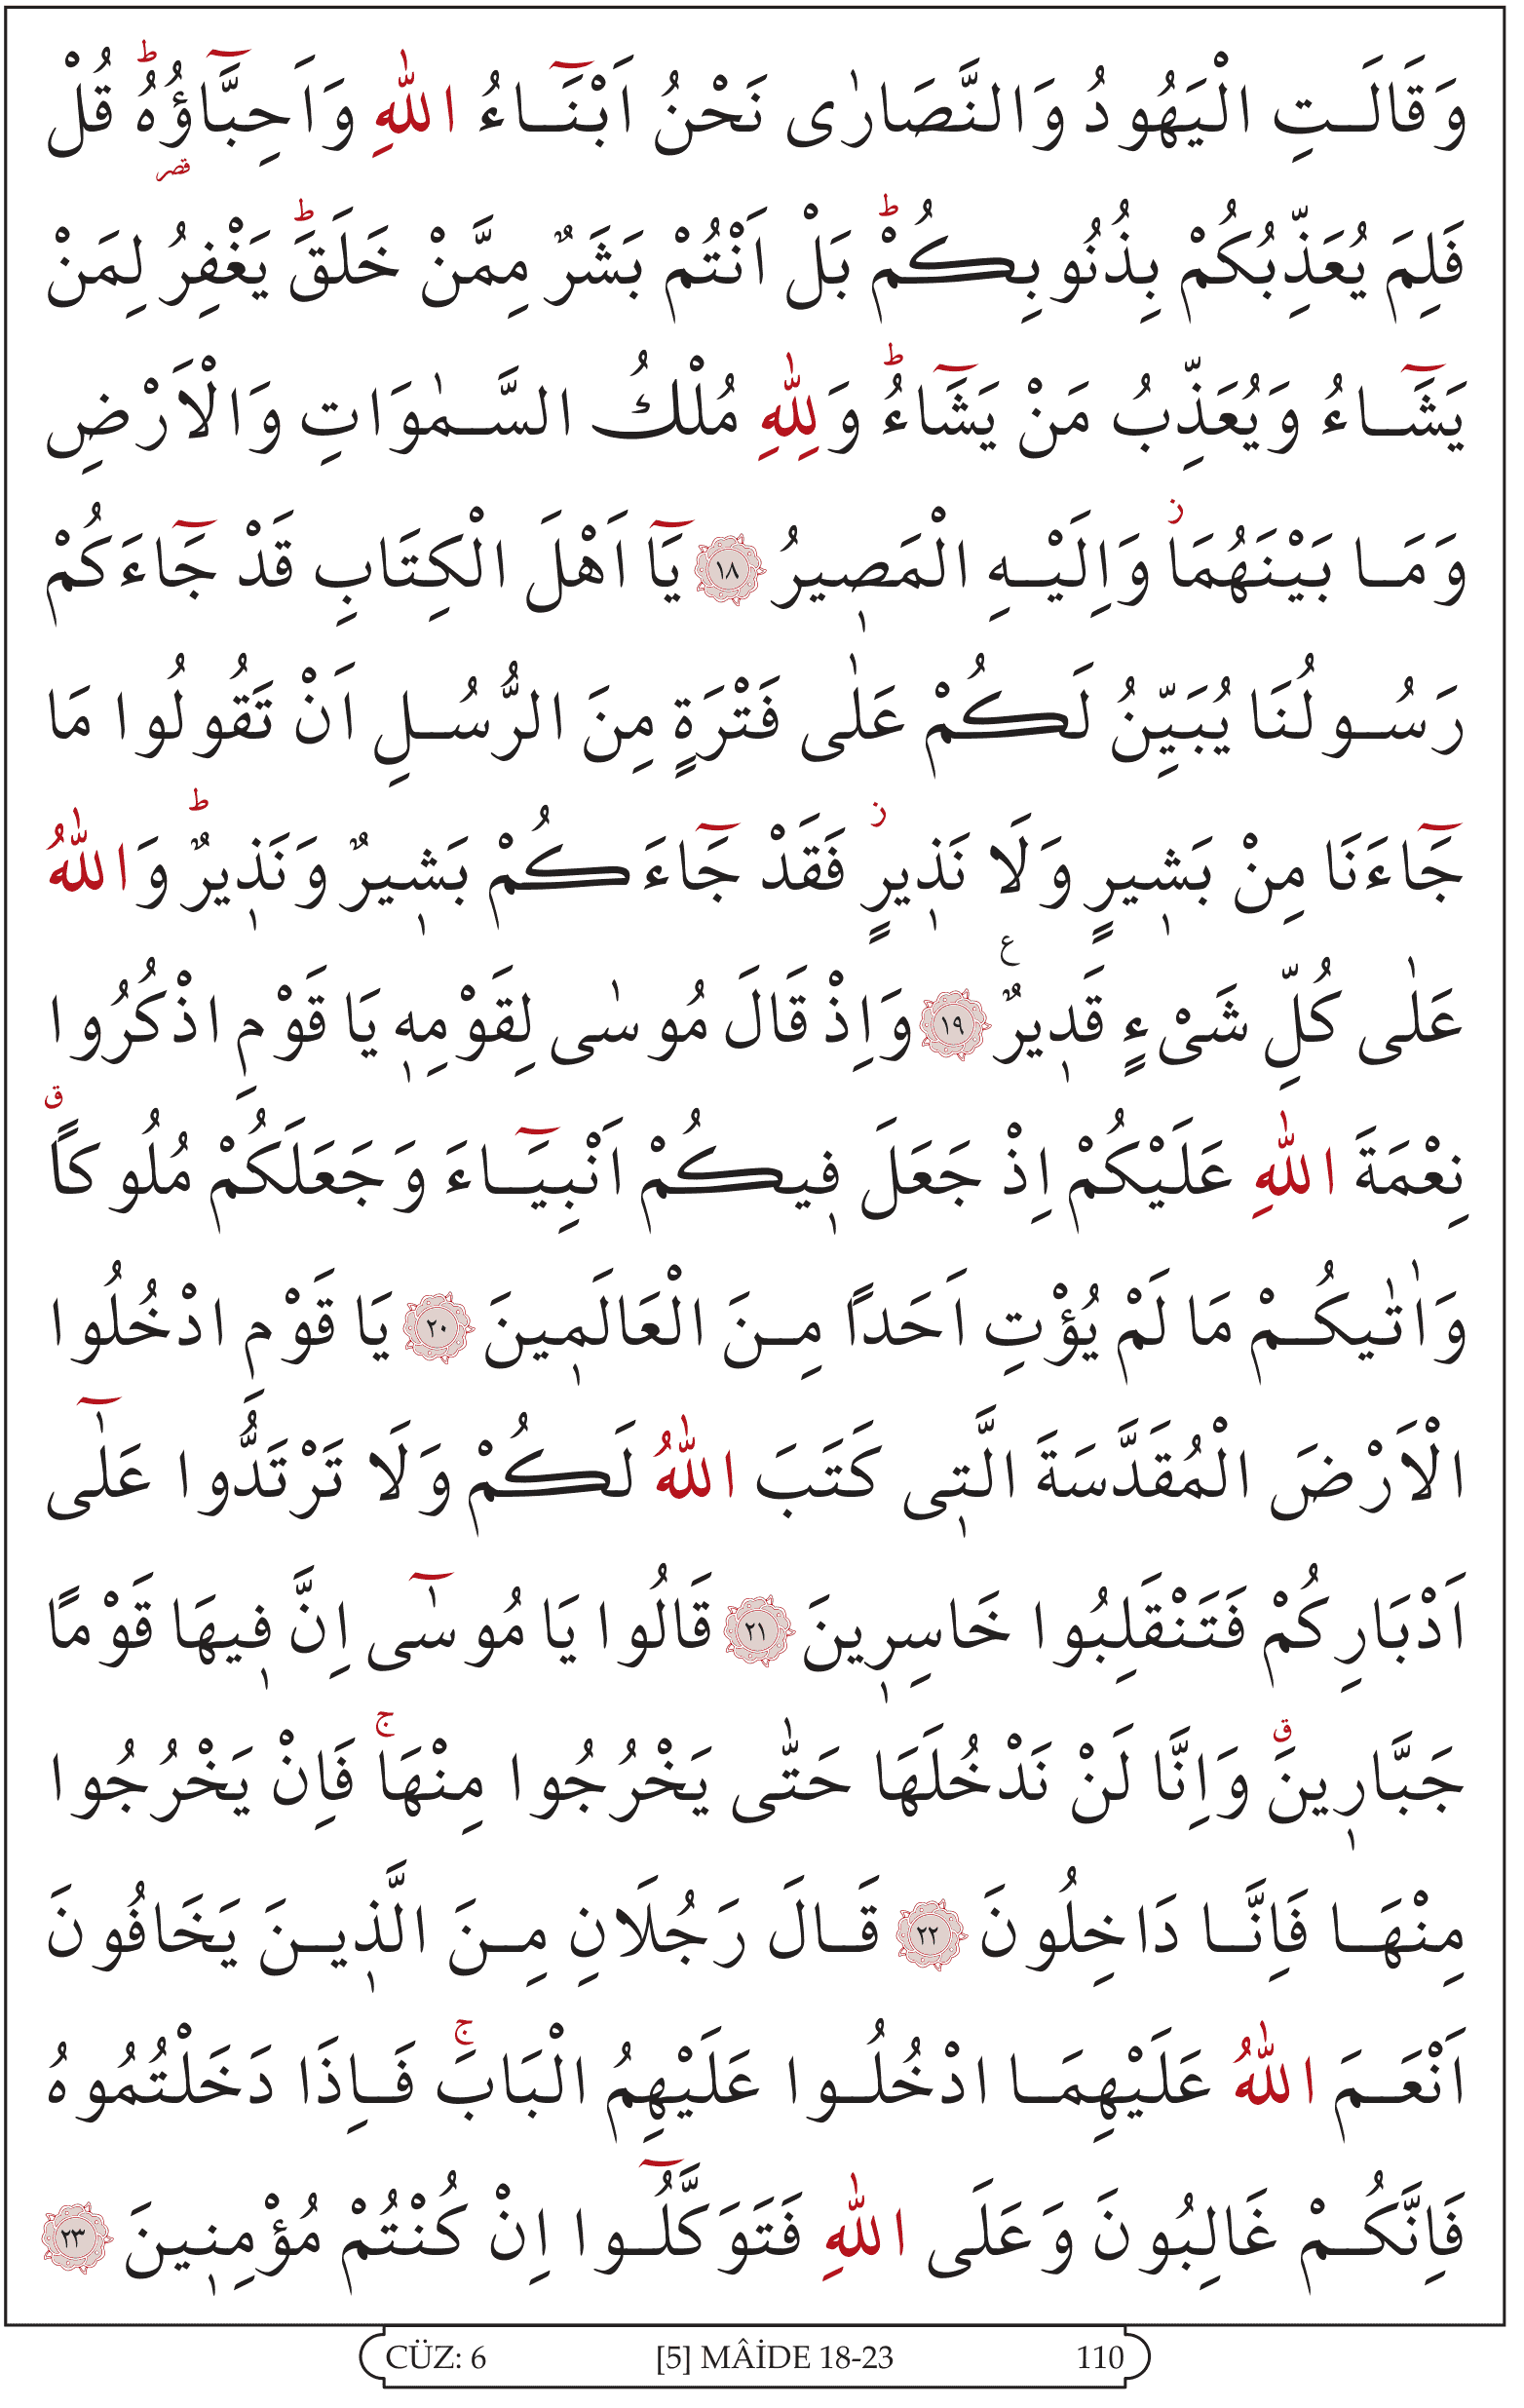 وَقَالَتِ الْيَهُودُ وَالنَّصَارٰى نَحْنُ اَبْنَٓاءُ اللّٰهِ وَاَحِبَّٓاؤُ۬هُۜ قُلْ
فَلِمَ يُعَذِّبُكُمْ بِذُنُوبِكُمْۜ بَلْ اَنْتُمْ بَشَرٌ مِمَّنْ خَلَقَۜ يَغْفِرُ لِمَنْ
يَشَٓاءُ وَيُعَذِّبُ مَنْ يَشَٓاءُۜ وَلِلّٰهِ مُلْكُ السَّمٰوَاتِ وَالْاَرْضِ
وَمَا بَيْنَهُمَاۘ وَاِلَيْهِ الْمَصٖيرُ ﴿١٨﴾ يَٓا اَهْلَ الْكِتَابِ قَدْ جَٓاءَكُمْ
رَسُولُنَا يُبَيِّنُ لَكُمْ عَلٰى فَتْرَةٍ مِنَ الرُّسُلِ اَنْ تَقُولُوا مَا
جَٓاءَنَا مِنْ بَشٖيرٍ وَلَا نَذٖيرٍۘ فَقَدْ جَٓاءَكُمْ بَشٖيرٌ وَنَذٖيرٌۜ وَاللّٰهُ
عَلٰى كُلِّ شَیْءٍ قَدٖيرٌ ﴿١٩﴾ وَاِذْ قَالَ مُوسٰى لِقَوْمِهٖ يَا قَوْمِ اذْكُرُوا
نِعْمَةَ اللّٰهِ عَلَيْكُمْ اِذْ جَعَلَ فٖيكُمْ اَنْبِيَٓاءَ وَجَعَلَكُمْ مُلُوكاًࣗ
وَاٰتٰيكُمْ مَا لَمْ يُؤْتِ اَحَداً مِنَ الْعَالَمٖينَ ﴿٢٠﴾ يَا قَوْمِ ادْخُلُوا
الْاَرْضَ الْمُقَدَّسَةَ الَّتٖى كَتَبَ اللّٰهُ لَكُمْ وَلَا تَرْتَدُّوا عَلٰٓى
اَدْبَارِكُمْ فَتَنْقَلِبُوا خَاسِرٖينَ ﴿٢١﴾ قَالُوا يَا مُوسٰٓى اِنَّ فٖيهَا قَوْمًا
جَبَّارٖينَࣗ وَاِنَّا لَنْ نَدْخُلَهَا حَتّٰى يَخْرُجُوا مِنْهَاۚ فَاِنْ يَخْرُجُوا
مِنْهَا فَاِنَّا دَاخِلُونَ ﴿٢٢﴾ قَالَ رَجُلَانِ مِنَ الَّذٖينَ يَخَافُونَ
اَنْعَمَ اللّٰهُ عَلَيْهِمَا ادْخُلُوا عَلَيْهِمُ الْبَابَۚ فَاِذَا دَخَلْتُمُوهُ
فَاِنَّكُمْ غَالِبُونَ وَعَلَى اللّٰهِ فَتَوَكَّلُٓوا اِنْ كُنْتُمْ مُؤْمِنٖينَ ﴿٢٣﴾
CÜZ: 6 [5] MÂİDE 18-23 110